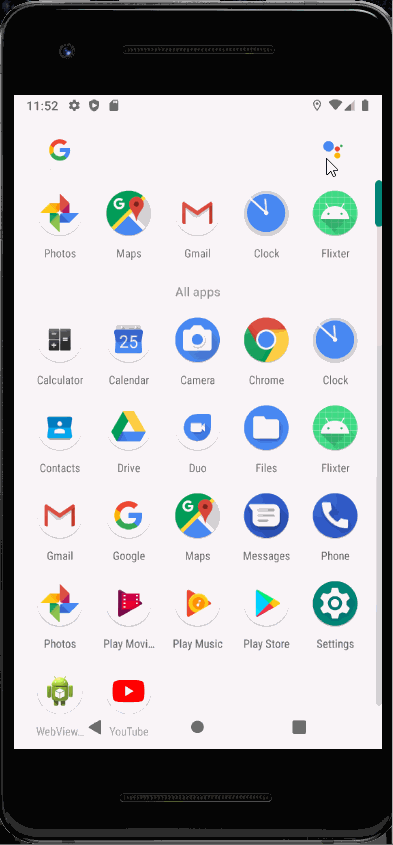 11:52
Photos Maps Gmail Clock Flixter
All apps
Calculator Calendar Camera Chrome Clock
25
Contacts Drive Duo Files Flixter
Gmail Google Maps Messages Phone
Photos Play Movi... Play Music Play Store Settings
WebView... YouTube